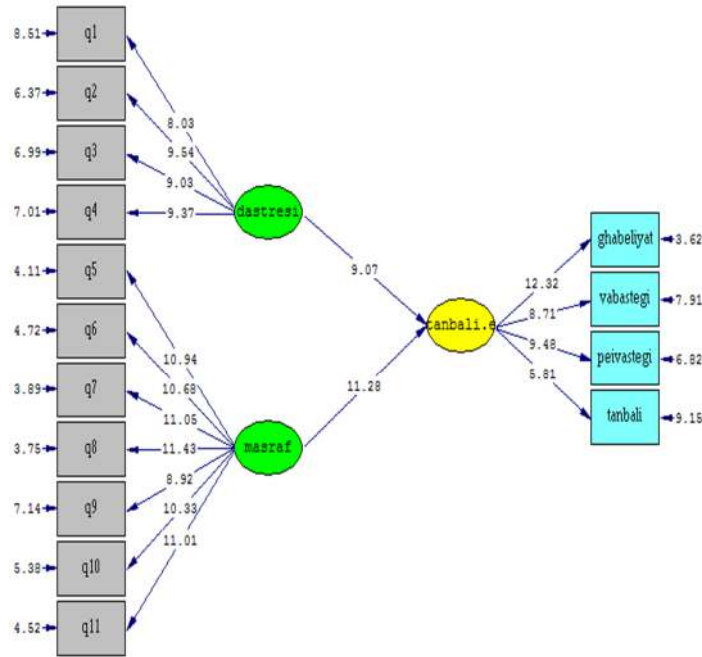 8.51 q1
6.37 q2
6.99 q3
7.01 q4
4.11 q5
4.72 q6
3.89 q7
3.75 q8
7.14 q9
5.38 q10
4.52 q11
8.03
9.54
9.03
9.37
10.94
10.68
11.05
11.43
8.92
10.33
11.01
dastresi
masraf
9.07
11.28
tanbali.e
12.32
8.71
9.48
5.81
ghabeliyat 3.62
vabastegi 7.91
peivastegi 6.82
tanbali 9.15